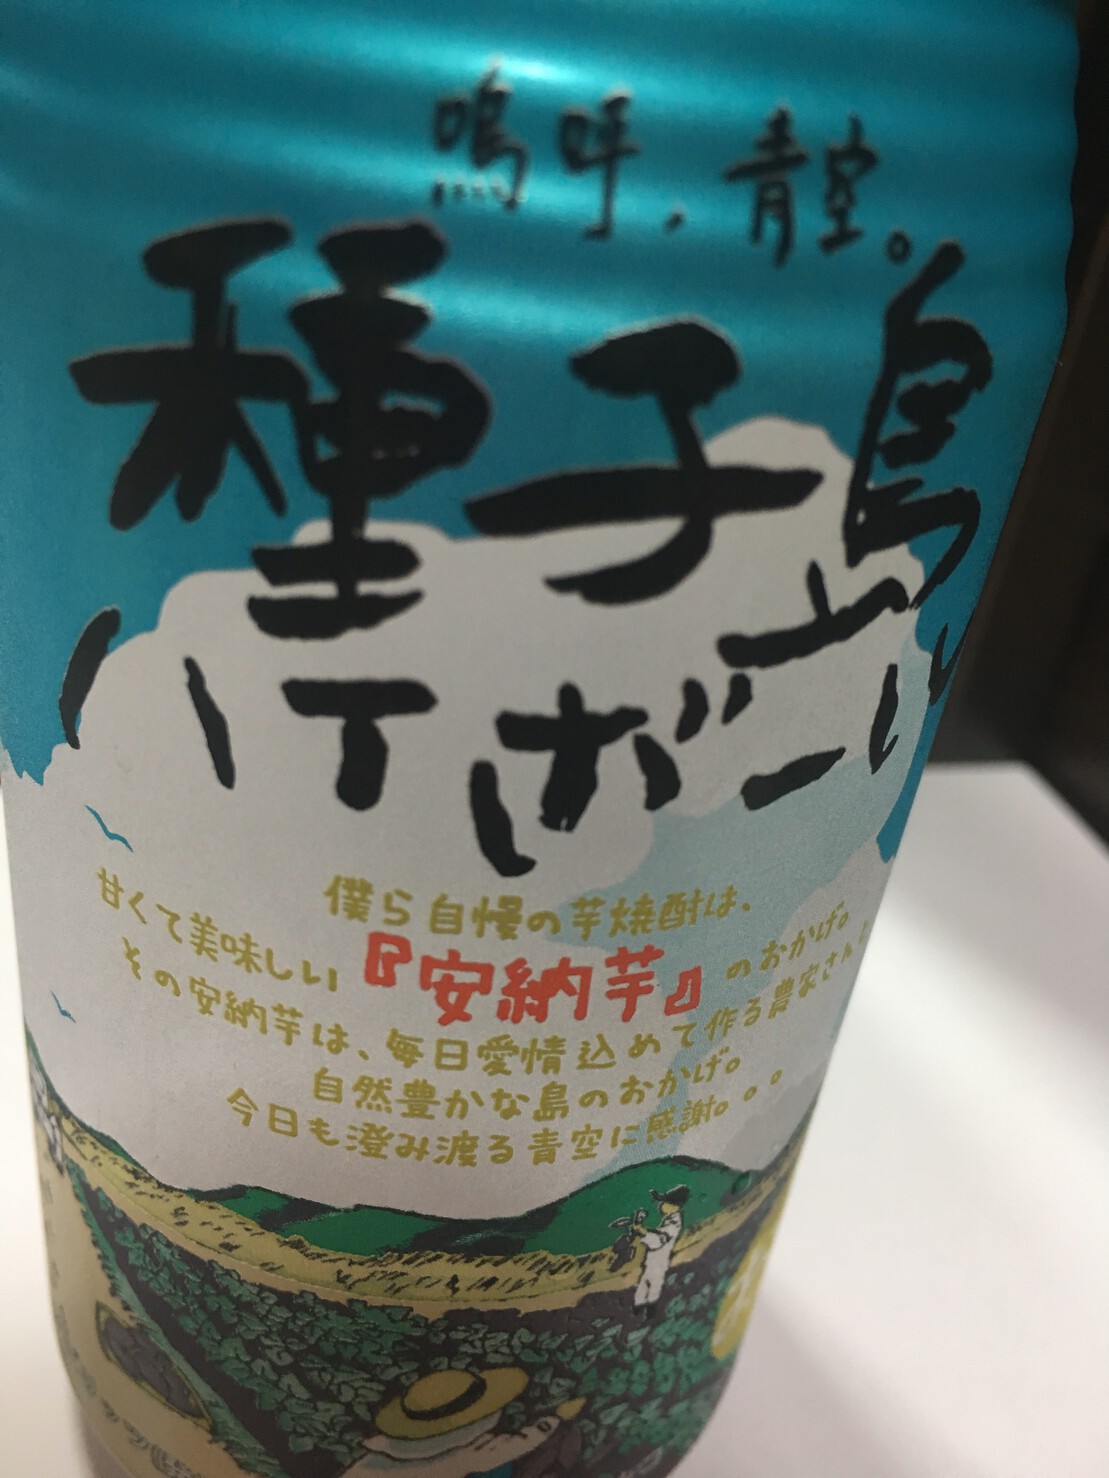 嗚呼、青空。
種子島
ハイボール
僕ら自慢の芋焼酎は、
甘くて美味しい『安納芋』のおかげ。
その安納芋は、毎日愛情込めて作る農家さん
自然豊かな島のおかげ。
今日も澄み渡る青空に感謝。。。